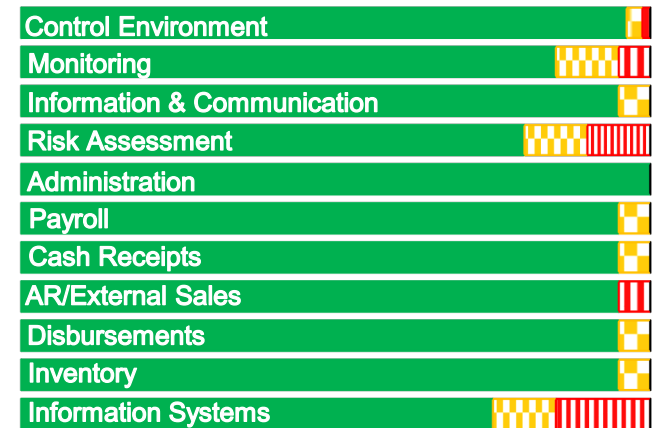 Control Environment
Monitoring
Information & Communication
Risk Assessment
Administration
Payroll
Cash Receipts
AR/External Sales
Disbursements
Inventory
Information Systems